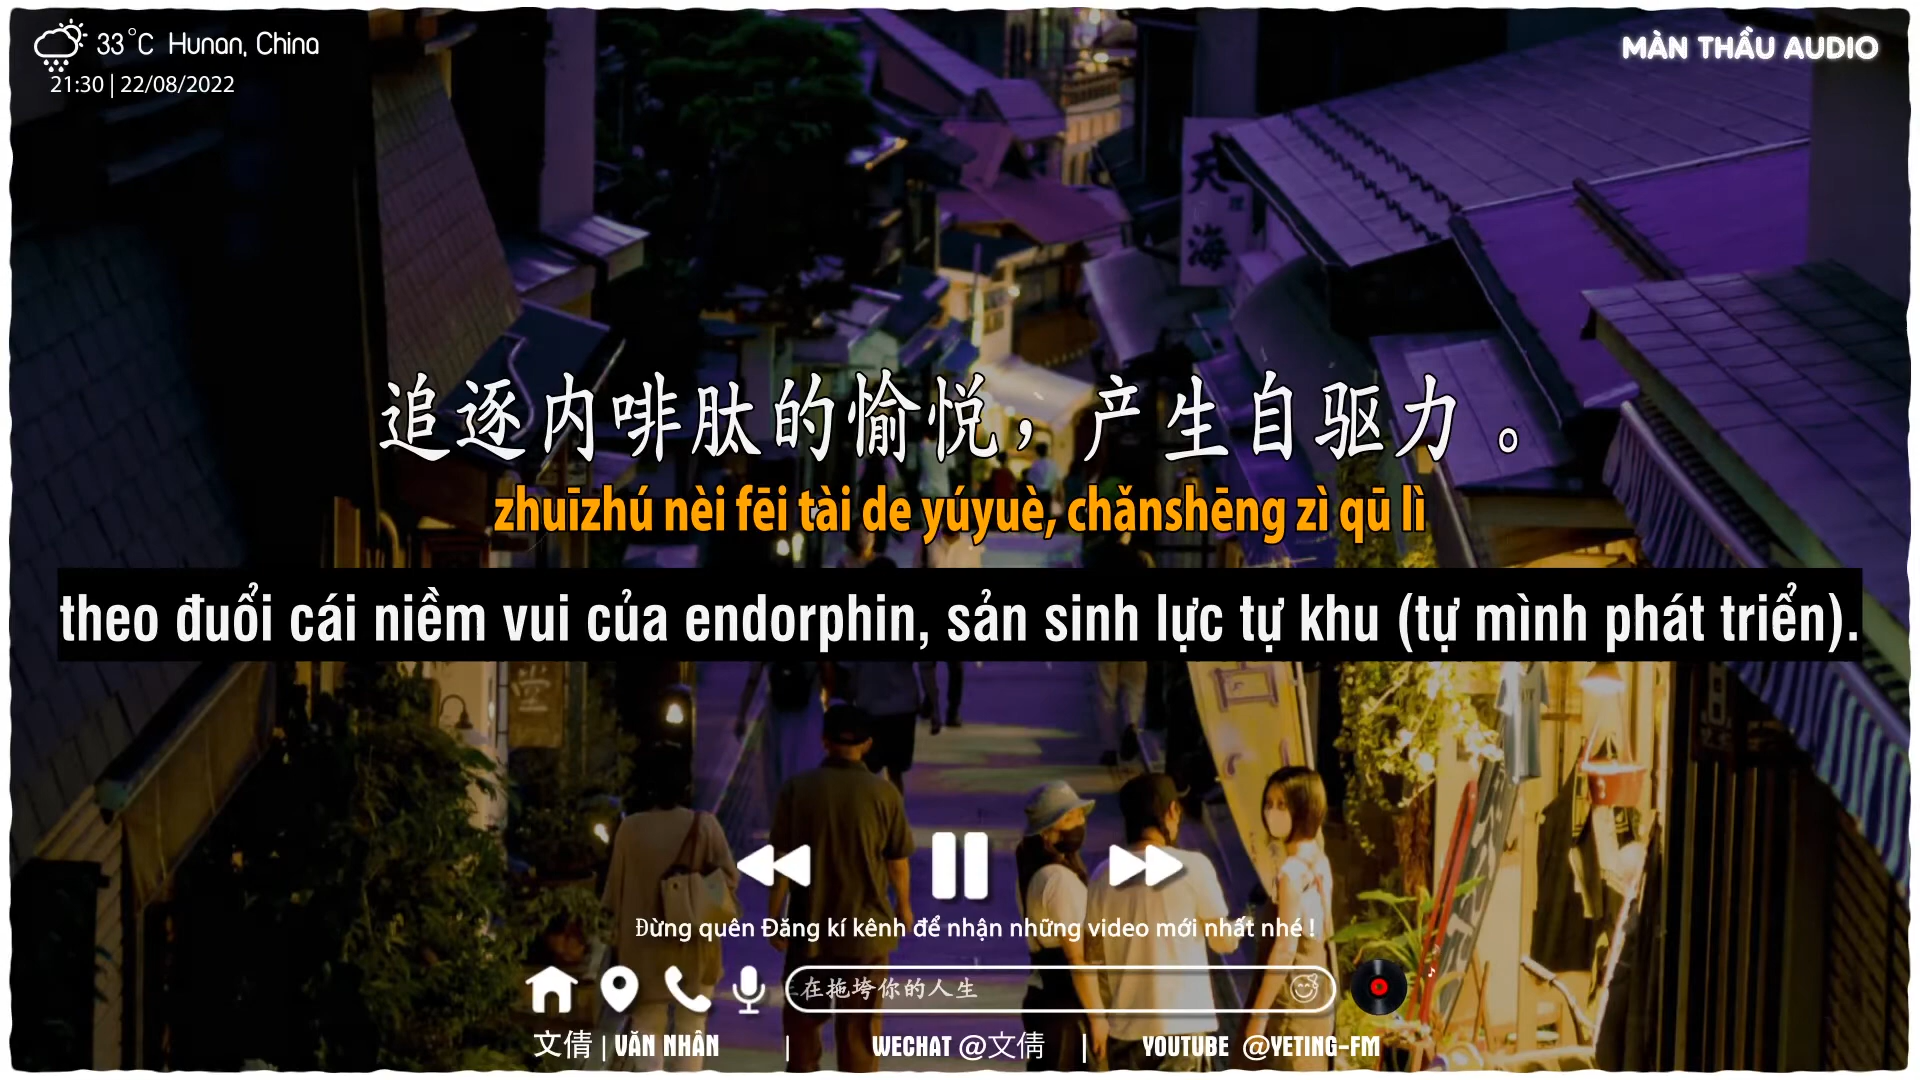 33°C Hunan, China
21:30 | 22/08/2022
MÀN THẦU AUDIO
天
海
追逐内啡肽的愉悦，产生自驱力。
zhuīzhú nèi fēi tài de yúyuè, chǎnshēng zì qū lì
theo đuổi cái niềm vui của endorphin, sản sinh lực tự khu (tự mình phát triển).
Đừng quên Đăng kí kênh để nhận những video mới nhất nhé !
在拖垮你的人生
文倩 | VĂN NHÂN | WECHAT @文倩 | YOUTUBE @YETING-FM